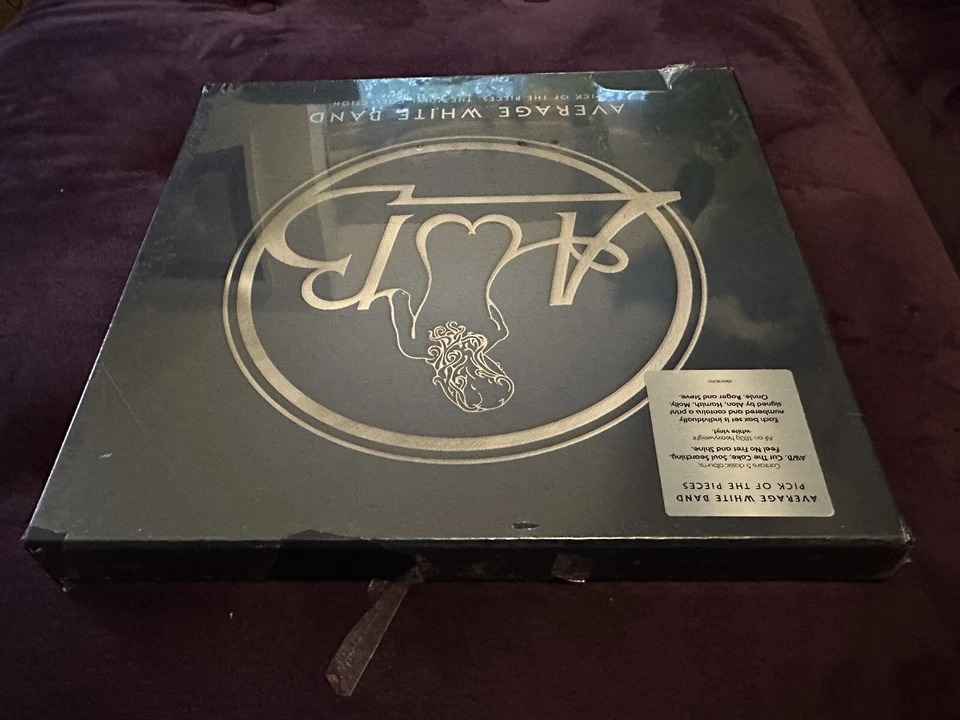 AVERAGE WHITE BAND
PICK OF THE PIECES
Contains 5 classic albums,
AWB, Cut The Cake, Soul Searching,
Feel No Fret and Shine.
All on 180g heavyweight
white vinyl.
Each box set is individually
numbered and contains a print
signed by Alan, Hamish, Molly,
Onnie, Roger and Steve.
AWB
AVERAGE WHITE BAND
PICK OF THE PIECES: THE